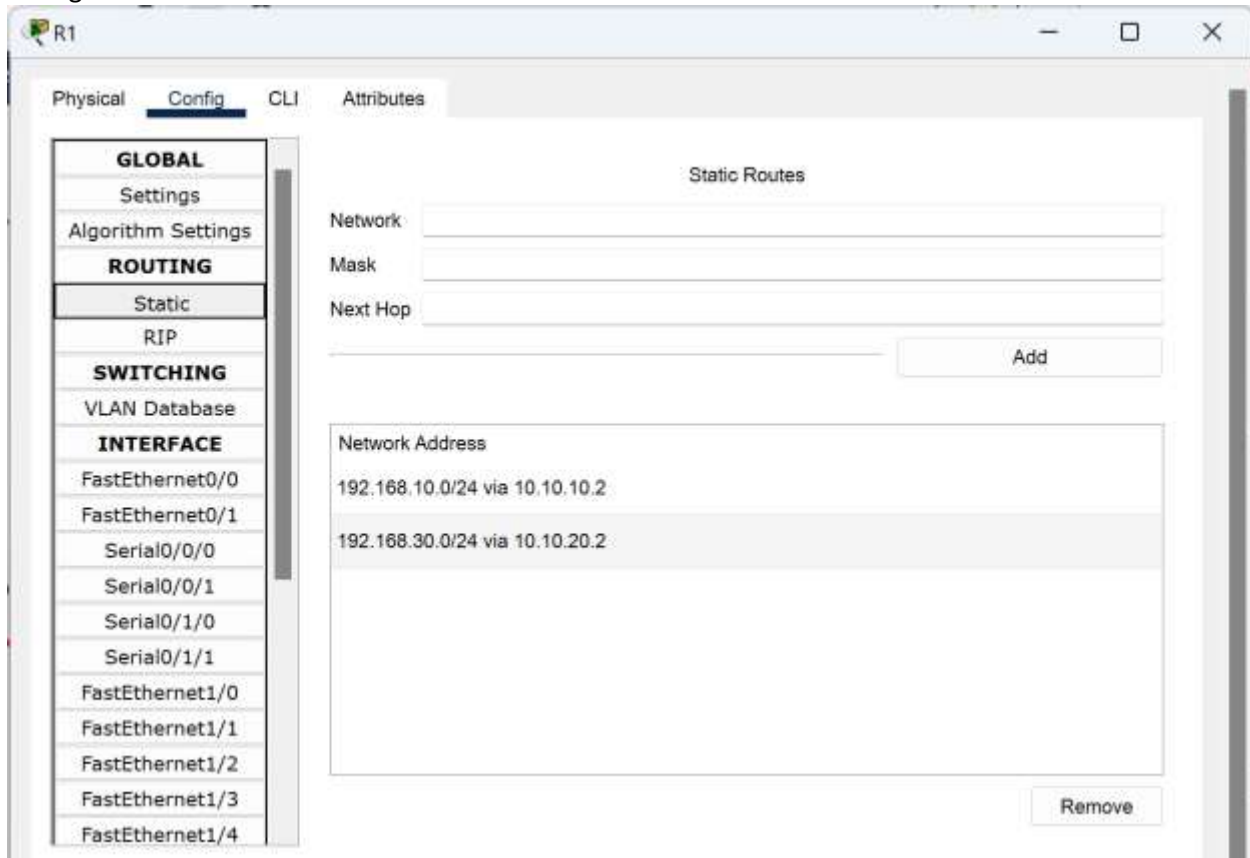 R1
Physical Config CLI Attributes
GLOBAL
Settings
Algorithm Settings
ROUTING
Static
RIP
SWITCHING
VLAN Database
INTERFACE
FastEthernet0/0
FastEthernet0/1
Serial0/0/0
Serial0/0/1
Serial0/1/0
Serial0/1/1
FastEthernet1/0
FastEthernet1/1
FastEthernet1/2
FastEthernet1/3
FastEthernet1/4
Static Routes
Network
Mask
Next Hop
Add
Network Address
192.168.10.0/24 via 10.10.10.2
192.168.30.0/24 via 10.10.20.2
Remove